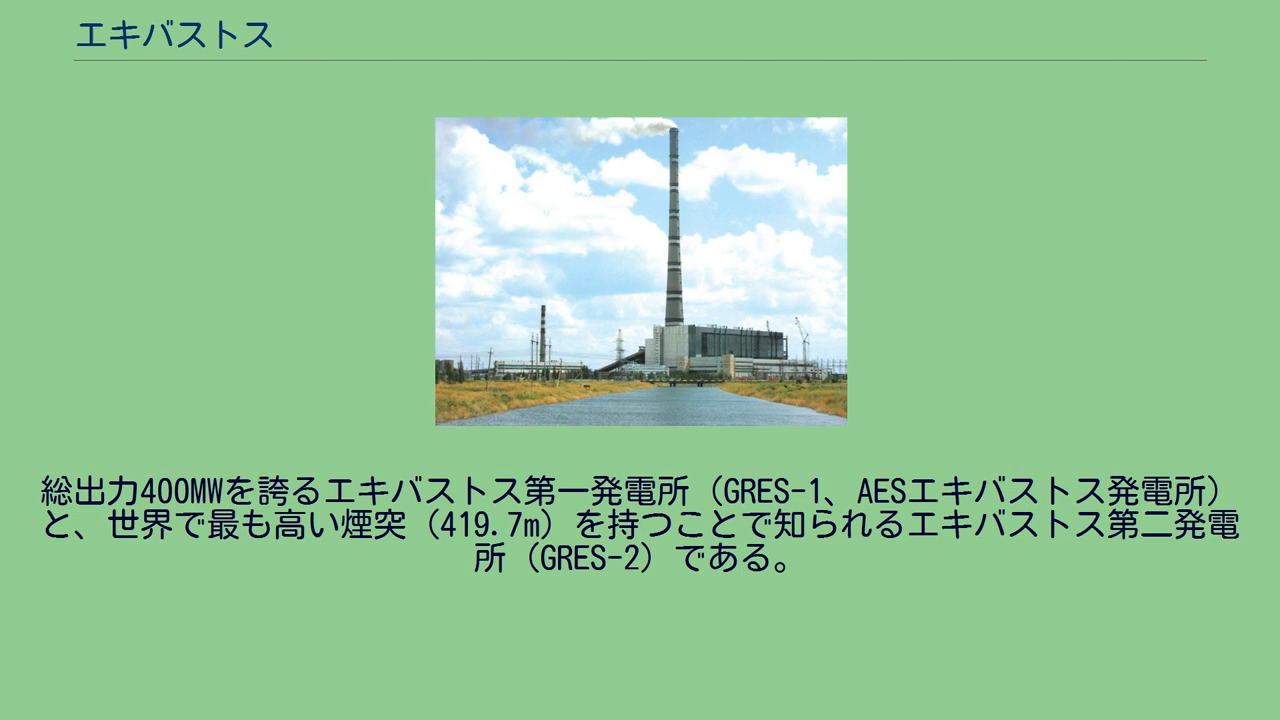 エキバストス
総出力400MWを誇るエキバストス第一発電所（GRES-1、AESエキバストス発電所）
と、世界で最も高い煙突（419.7m）を持つことで知られるエキバストス第二発電
所（GRES-2）である。